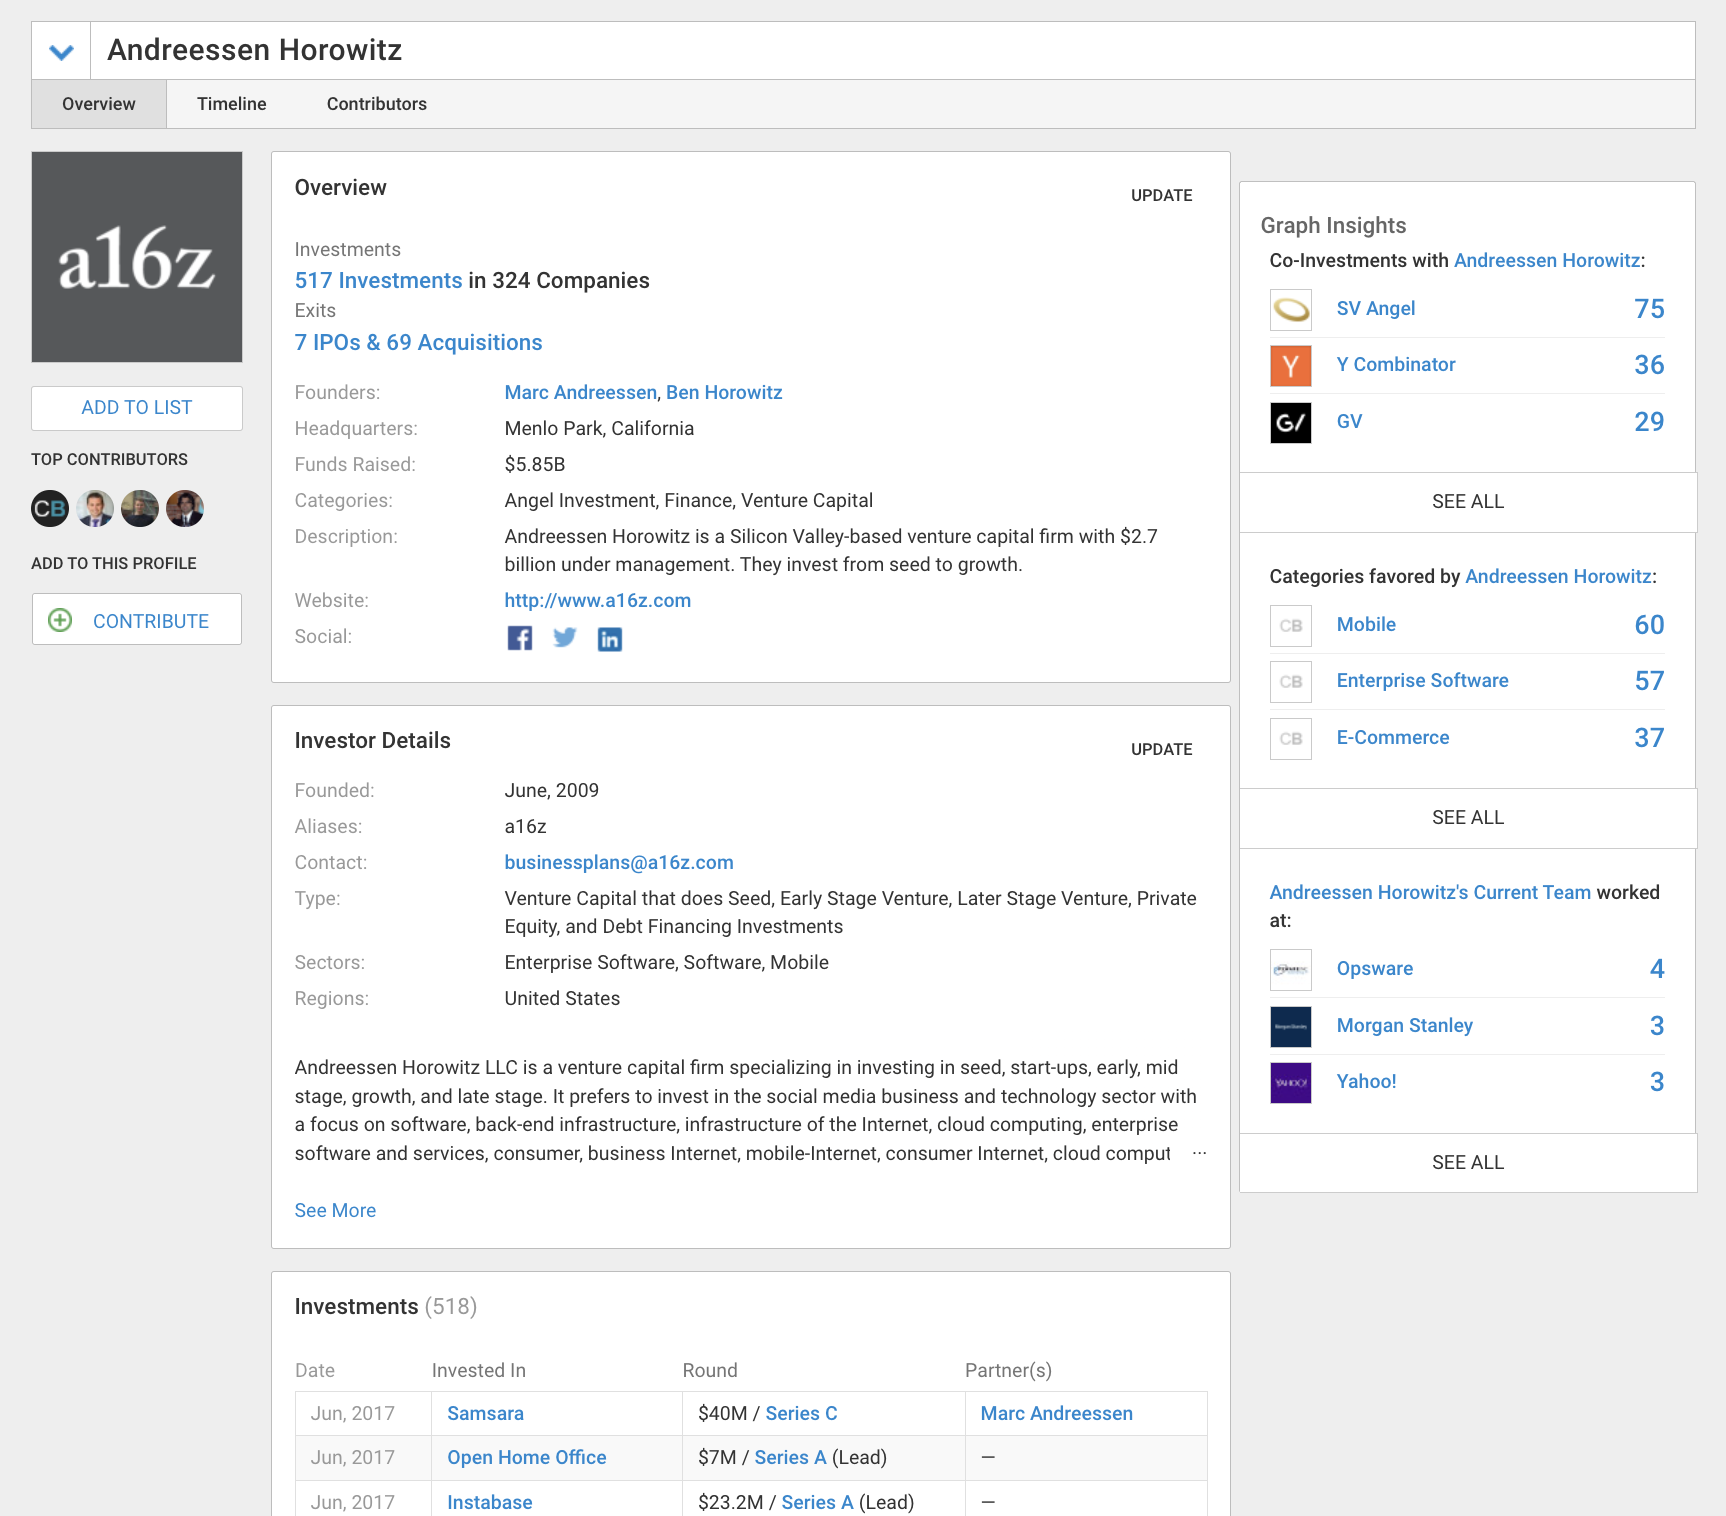 Andreessen Horowitz
Overview Timeline Contributors
a16z
ADD TO LIST
TOP CONTRIBUTORS
CB
ADD TO THIS PROFILE
CONTRIBUTE
Overview
UPDATE
Investments
517 Investments in 324 Companies
Exits
7 IPOs & 69 Acquisitions
Founders: Marc Andreessen, Ben Horowitz
Headquarters: Menlo Park, California
Funds Raised: $5.85B
Categories: Angel Investment, Finance, Venture Capital
Description: Andreessen Horowitz is a Silicon Valley-based venture capital firm with $2.7
billion under management. They invest from seed to growth.
Website: http://www.a16z.com
Social:
Investor Details
UPDATE
Founded: June, 2009
Aliases: a16z
Contact: businessplans@a16z.com
Type: Venture Capital that does Seed, Early Stage Venture, Later Stage Venture, Private
Equity, and Debt Financing Investments
Sectors: Enterprise Software, Software, Mobile
Regions: United States
Andreessen Horowitz LLC is a venture capital firm specializing in investing in seed, start-ups, early, mid
stage, growth, and late stage. It prefers to invest in the social media business and technology sector with
a focus on software, back-end infrastructure, infrastructure of the Internet, cloud computing, enterprise
software and services, consumer, business Internet, mobile-Internet, consumer Internet, cloud comput ...
See More
Investments (518)
Date Invested In Round Partner(s)
Jun, 2017 Samsara $40M / Series C Marc Andreessen
Jun, 2017 Open Home Office $7M / Series A (Lead) —
Jun, 2017 Instabase $23.2M / Series A (Lead) —
Graph Insights
Co-Investments with Andreessen Horowitz:
SV Angel 75
Y Y Combinator 36
G/ GV 29
SEE ALL
Categories favored by Andreessen Horowitz:
CB Mobile 60
CB Enterprise Software 57
CB E-Commerce 37
SEE ALL
Andreessen Horowitz's Current Team worked
at:
Opsware 4
Morgan Stanley Morgan Stanley 3
YAHOO! Yahoo! 3
SEE ALL